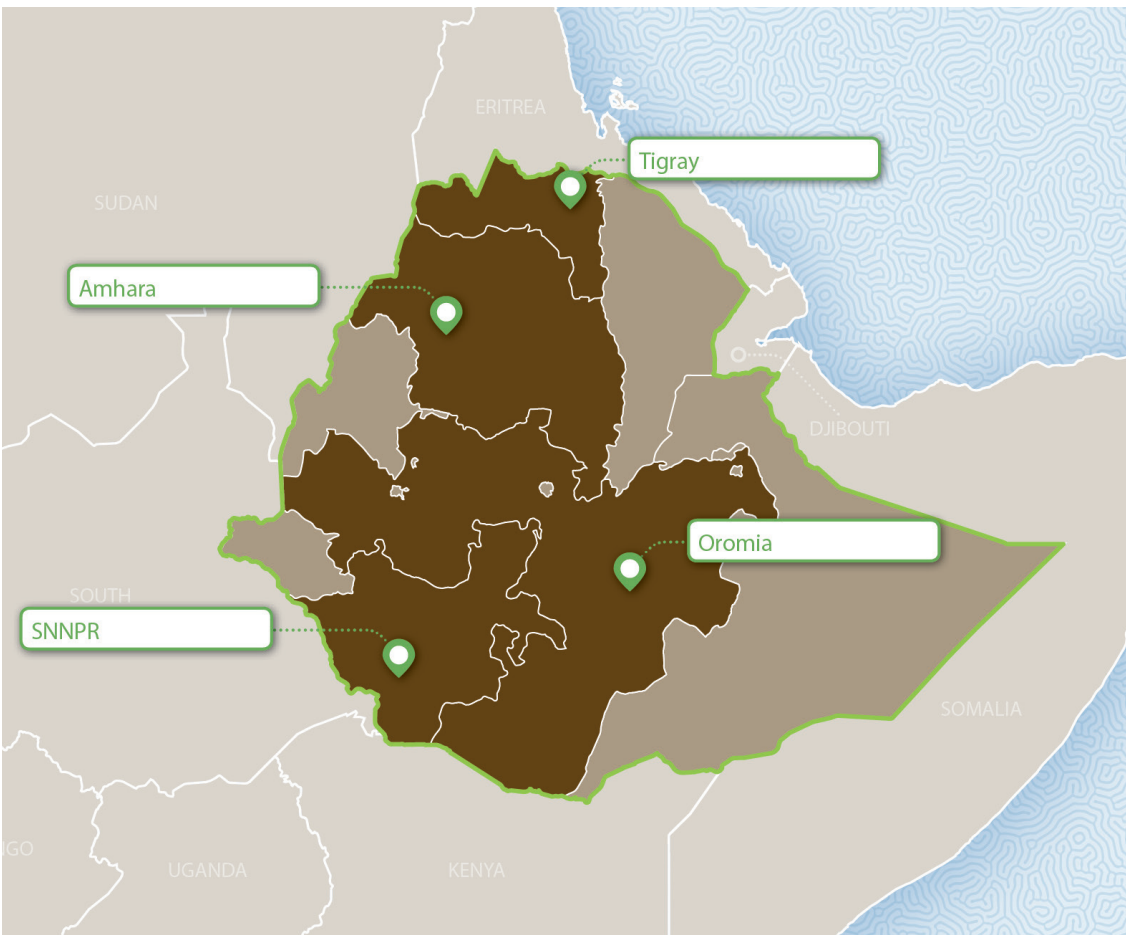 ERITREA
Tigray
SUDAN
Amhara
DJIBOUTI
Oromia
SOUTH
SNNPR
SOMALIA
UGANDA
KENYA